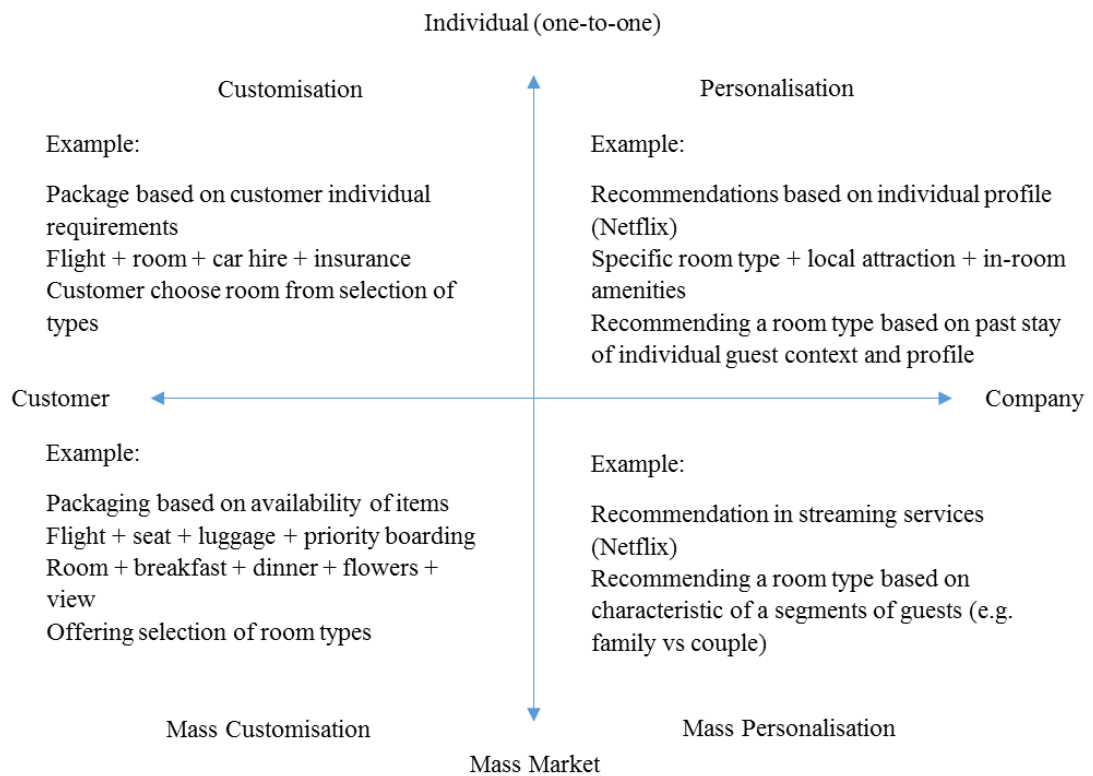 Individual (one-to-one)
Customisation
Example:
Package based on customer individual
requirements
Flight + room + car hire + insurance
Customer choose room from selection of
types
Personalisation
Example:
Recommendations based on individual profile
(Netflix)
Specific room type + local attraction + in-room
amenities
Recommending a room type based on past stay
of individual guest context and profile
Customer
Company
Example:
Packaging based on availability of items
Flight + seat + luggage + priority boarding
Room + breakfast + dinner + flowers +
view
Offering selection of room types
Mass Customisation
Example:
Recommendation in streaming services
(Netflix)
Recommending a room type based on
characteristic of a segments of guests (e.g.
family vs couple)
Mass Personalisation
Mass Market